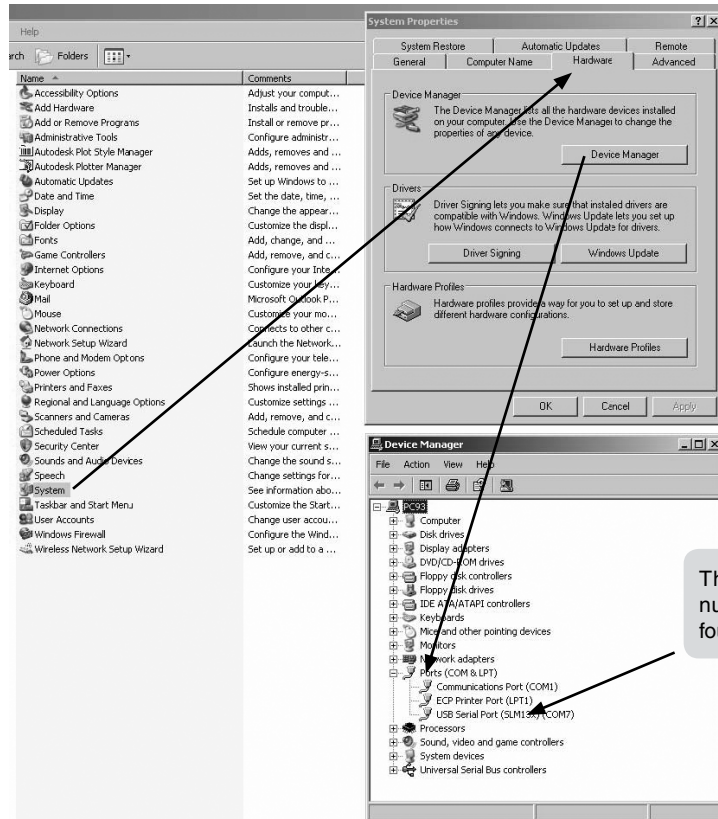 Help
rch Folders
Name Comments
Accessibility Options Adjust your comput...
Add Hardware Installs and trouble...
Add or Remove Programs Install or remove pr...
Administrative Tools Configure administr...
Autodesk Plot Style Manager Adds, removes and ...
Autodesk Plotter Manager Adds, removes and ...
Automatic Updates Set up Windows to ...
Date and Time Set the date, time, ...
Display Change the appear...
Folder Options Customize the displ...
Fonts Add, change, and ...
Game Controllers Add, remove, and c...
Internet Options Configure your Inte...
Keyboard Customize your key...
Mail Microsoft Outlook P...
Mouse Customize your mo...
Network Connections Connects to other c...
Network Setup Wizard Launch the Network...
Phone and Modem Optons Configure your tele...
Power Options Configure energy-s...
Printers and Faxes Shows installed prin...
Regional and Language Options Customize settings ...
Scanners and Cameras Add, remove, and c...
Scheduled Tasks Schedule computer ...
Security Center View your current s...
Sounds and Audio Devices Change the sound s...
Speech Change settings for...
System See information abo...
Taskbar and Start Menu Customize the Start...
User Accounts Change user accou...
Windows Firewall Configure the Wind...
Wireless Network Setup Wizard Set up or add to a ...
System Properties
System Restore Automatic Updates Remote
General Computer Name Hardware Advanced
Device Manager
The Device Manager lists all the hardware devices installed
on your computer. Use the Device Manager to change the
properties of any device.
Device Manager
Drivers
Driver Signing lets you make sure that installed drivers are
compatible with Windows. Windows Update lets you set up
how Windows connects to Windows Update for drivers.
Driver Signing Windows Update
Hardware Profiles
Hardware profiles provide a way for you to set up and store
different hardware configurations.
Hardware Profiles
OK Cancel Apply
Device Manager
File Action View Help
PC93
Computer
Disk drives
Display adapters
DVD/CD-ROM drives
Floppy disk controllers
Floppy disk drives
IDE ATA/ATAPI controllers
Keyboards
Mice and other pointing devices
Monitors
Network adapters
Ports (COM & LPT)
Communications Port (COM1)
ECP Printer Port (LPT1)
USB Serial Port (SLM13x) (COM7)
Processors
Sound, video and game controllers
System devices
Universal Serial Bus controllers
Th
nu
fou